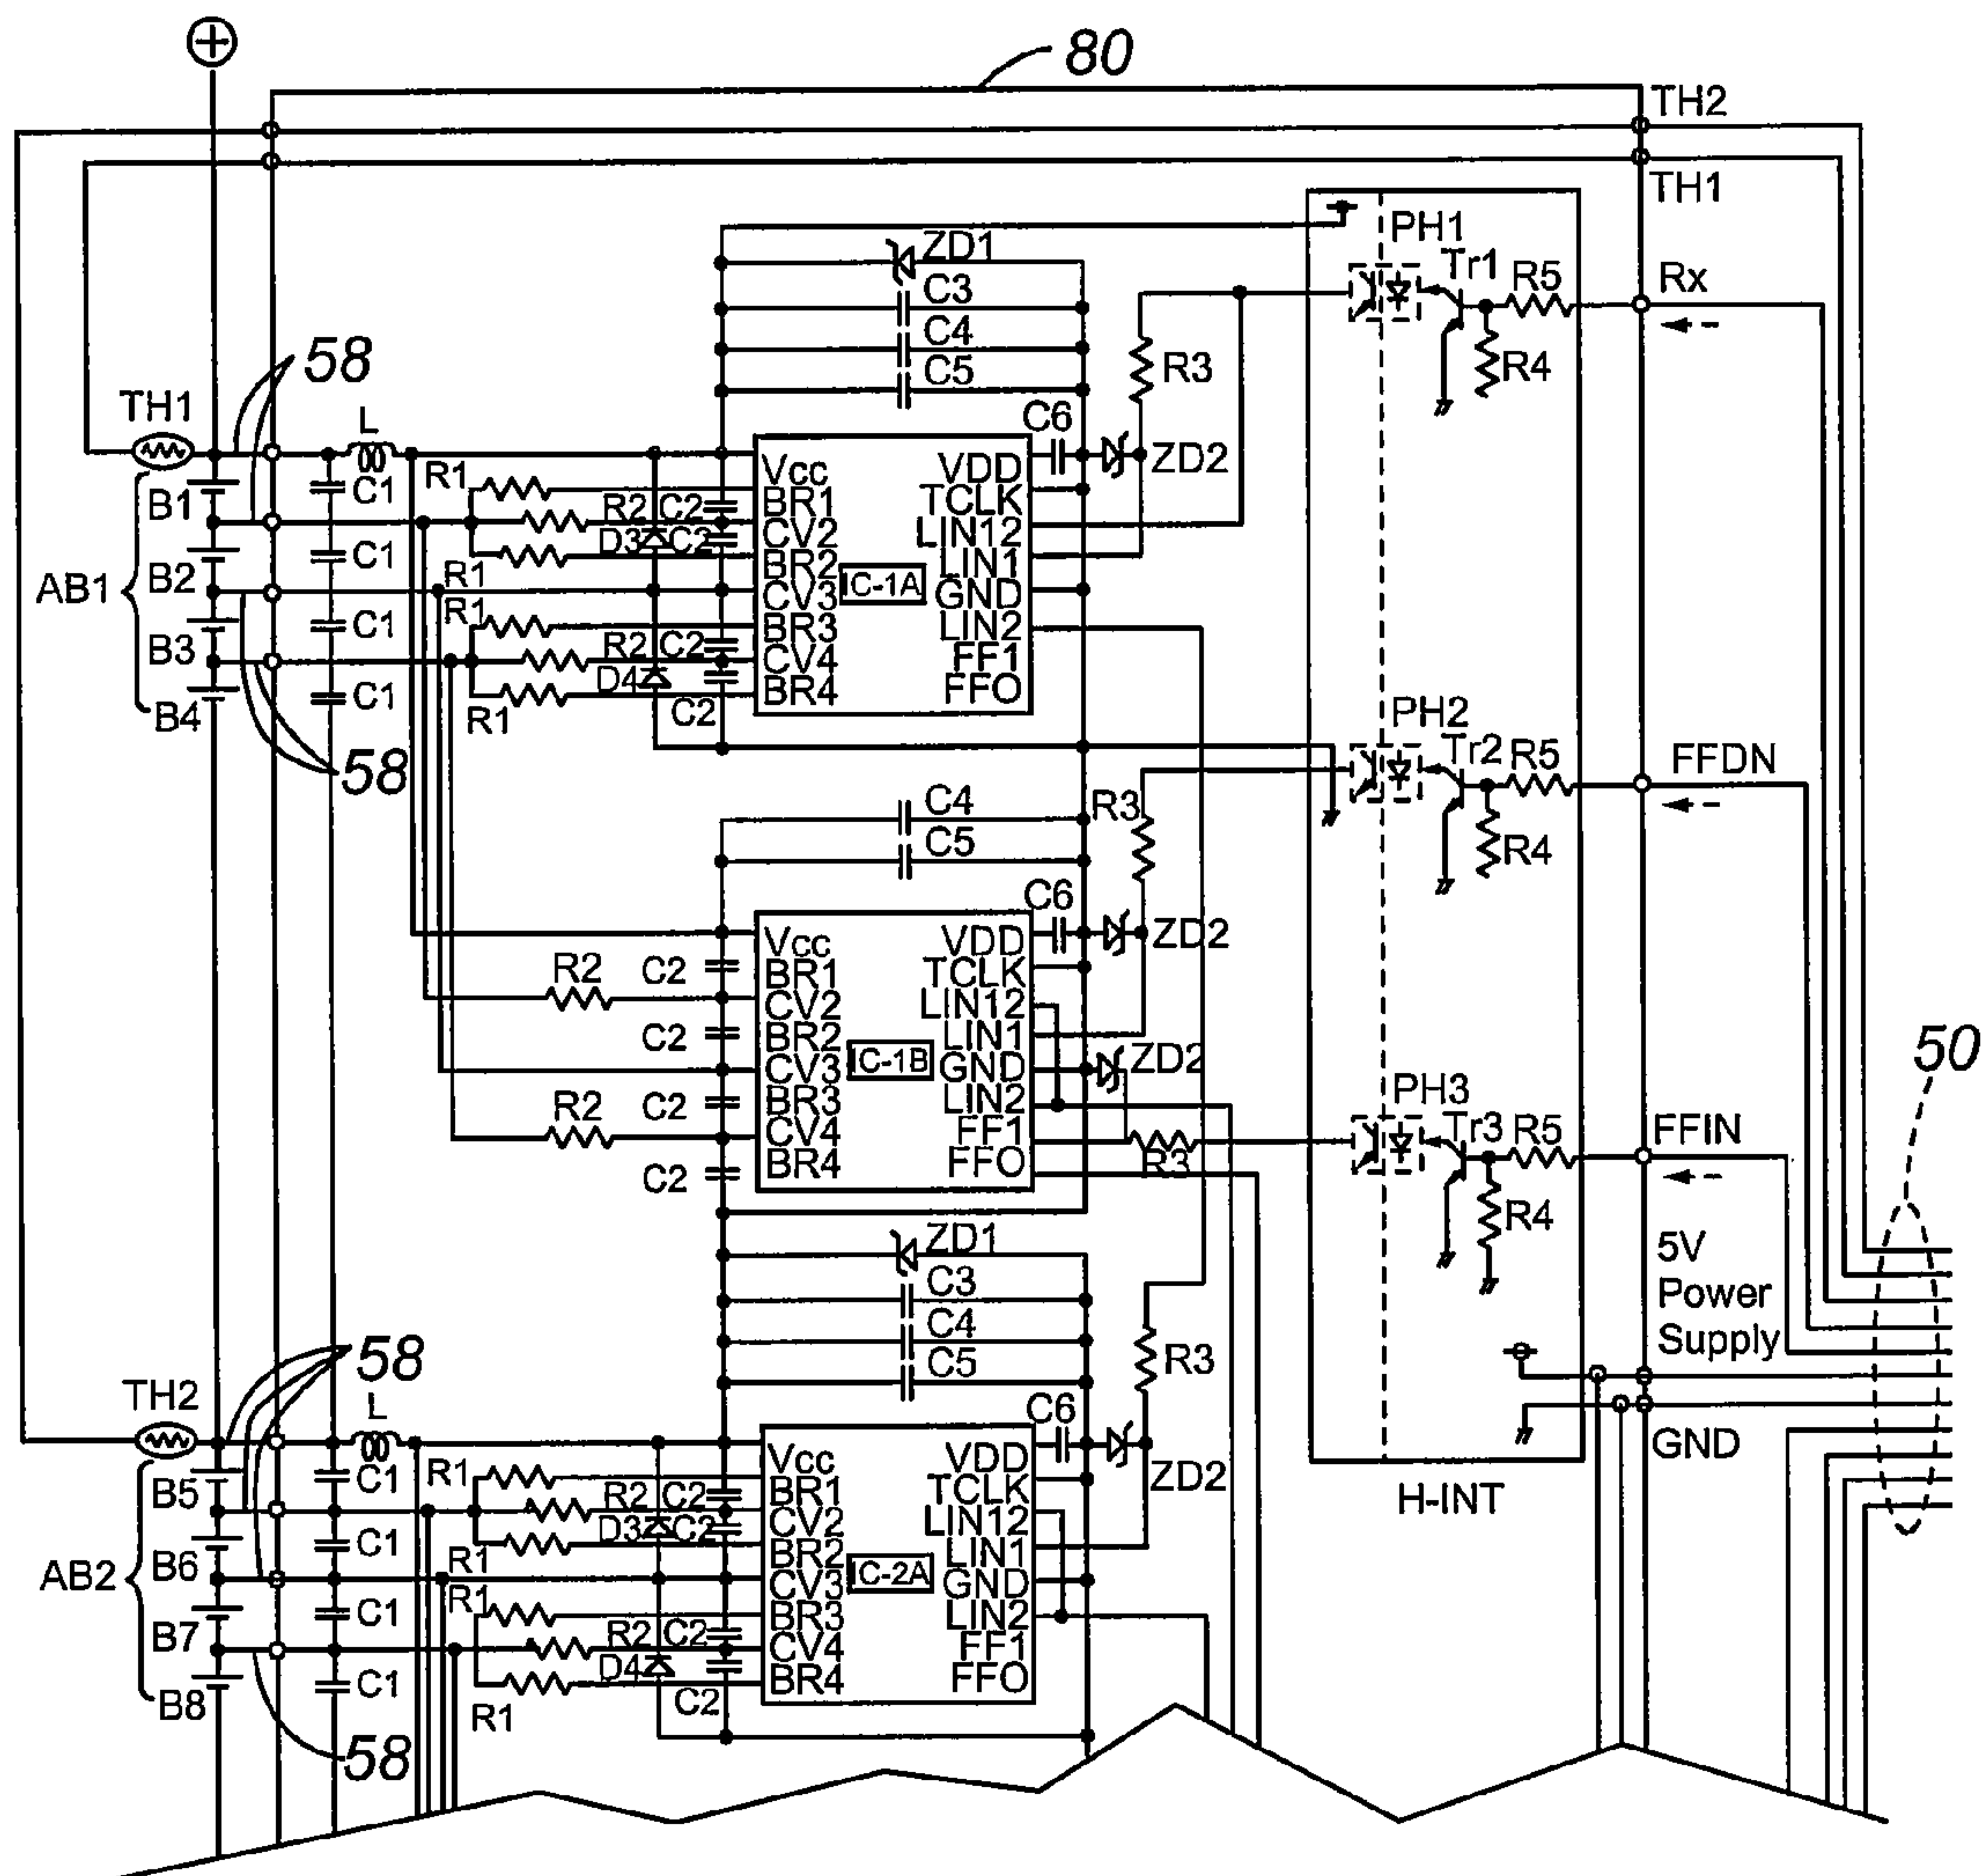 80
TH2
TH1
PH1
ZD1
Tr1
R5
Rx
C3
C4
C5
R3
R4
58
TH1
L
C6
ZD2
R1
C1
B1
Vcc
BR1
CV2
BR2
CV3
BR3
CV4
BR4
VDD
TCLK
LIN12
LIN1
GND
LIN2
FF1
FFO
IC-1A
R2
C2
D3
C2
C1
B2
AB1
R1
R1
C1
B3
R2
C2
D4
C1
B4
R1
C2
58
PH2
Tr2
R5
FFDN
C4
C5
R3
R4
C6
ZD2
Vcc
BR1
CV2
BR2
CV3
BR3
CV4
BR4
VDD
TCLK
LIN12
LIN1
GND
LIN2
FF1
FFO
IC-1B
R2
C2
C2
R2
C2
C2
ZD2
R3
50
PH3
Tr3
R5
FFIN
R4
5V
Power
Supply
ZD1
C3
C4
C5
R3
58
TH2
L
C6
ZD2
GND
H-INT
B5
C1
R1
Vcc
BR1
CV2
BR2
CV3
BR3
CV4
BR4
VDD
TCLK
LIN12
LIN1
GND
LIN2
FF1
FFO
IC-2A
R2
C2
D3
C2
B6
C1
R1
AB2
R1
B7
C1
R2
C2
D4
B8
C1
R1
C2
58